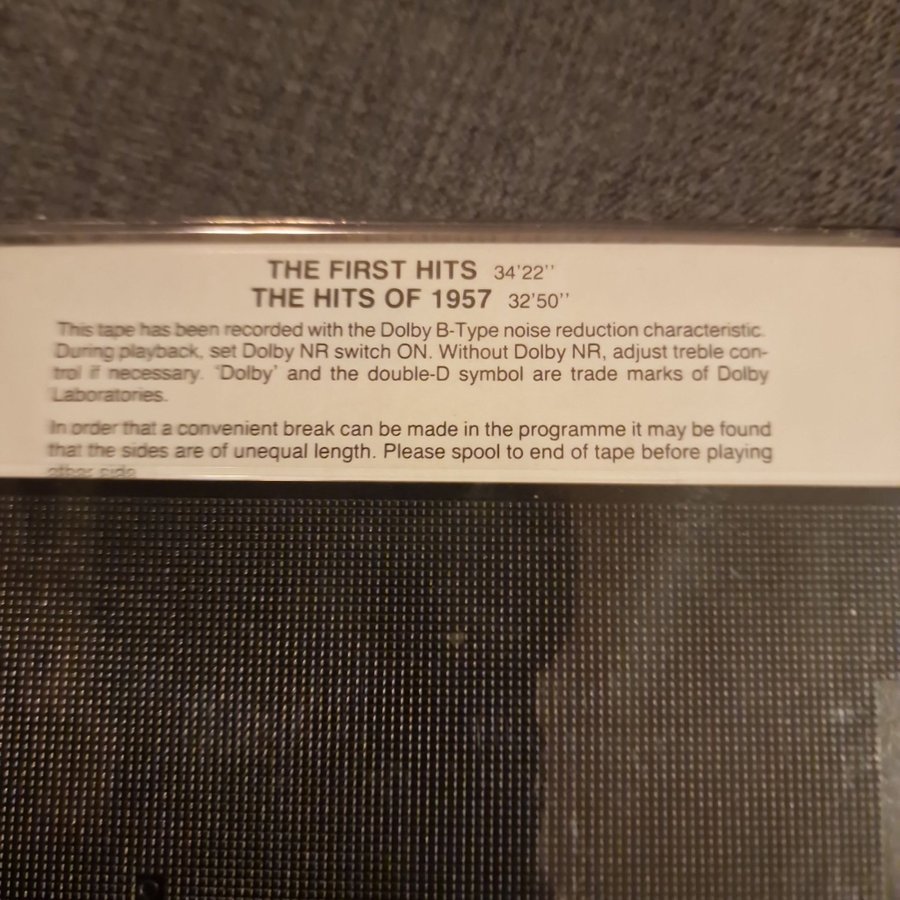 THE FIRST HITS 34'22''
THE HITS OF 1957 32'50''
This tape has been recorded with the Dolby B-Type noise reduction characteristic.
During playback, set Dolby NR switch ON. Without Dolby NR, adjust treble con-
trol if necessary. 'Dolby' and the double-D symbol are trade marks of Dolby
Laboratories.
In order that a convenient break can be made in the programme it may be found
that the sides are of unequal length. Please spool to end of tape before playing
other side